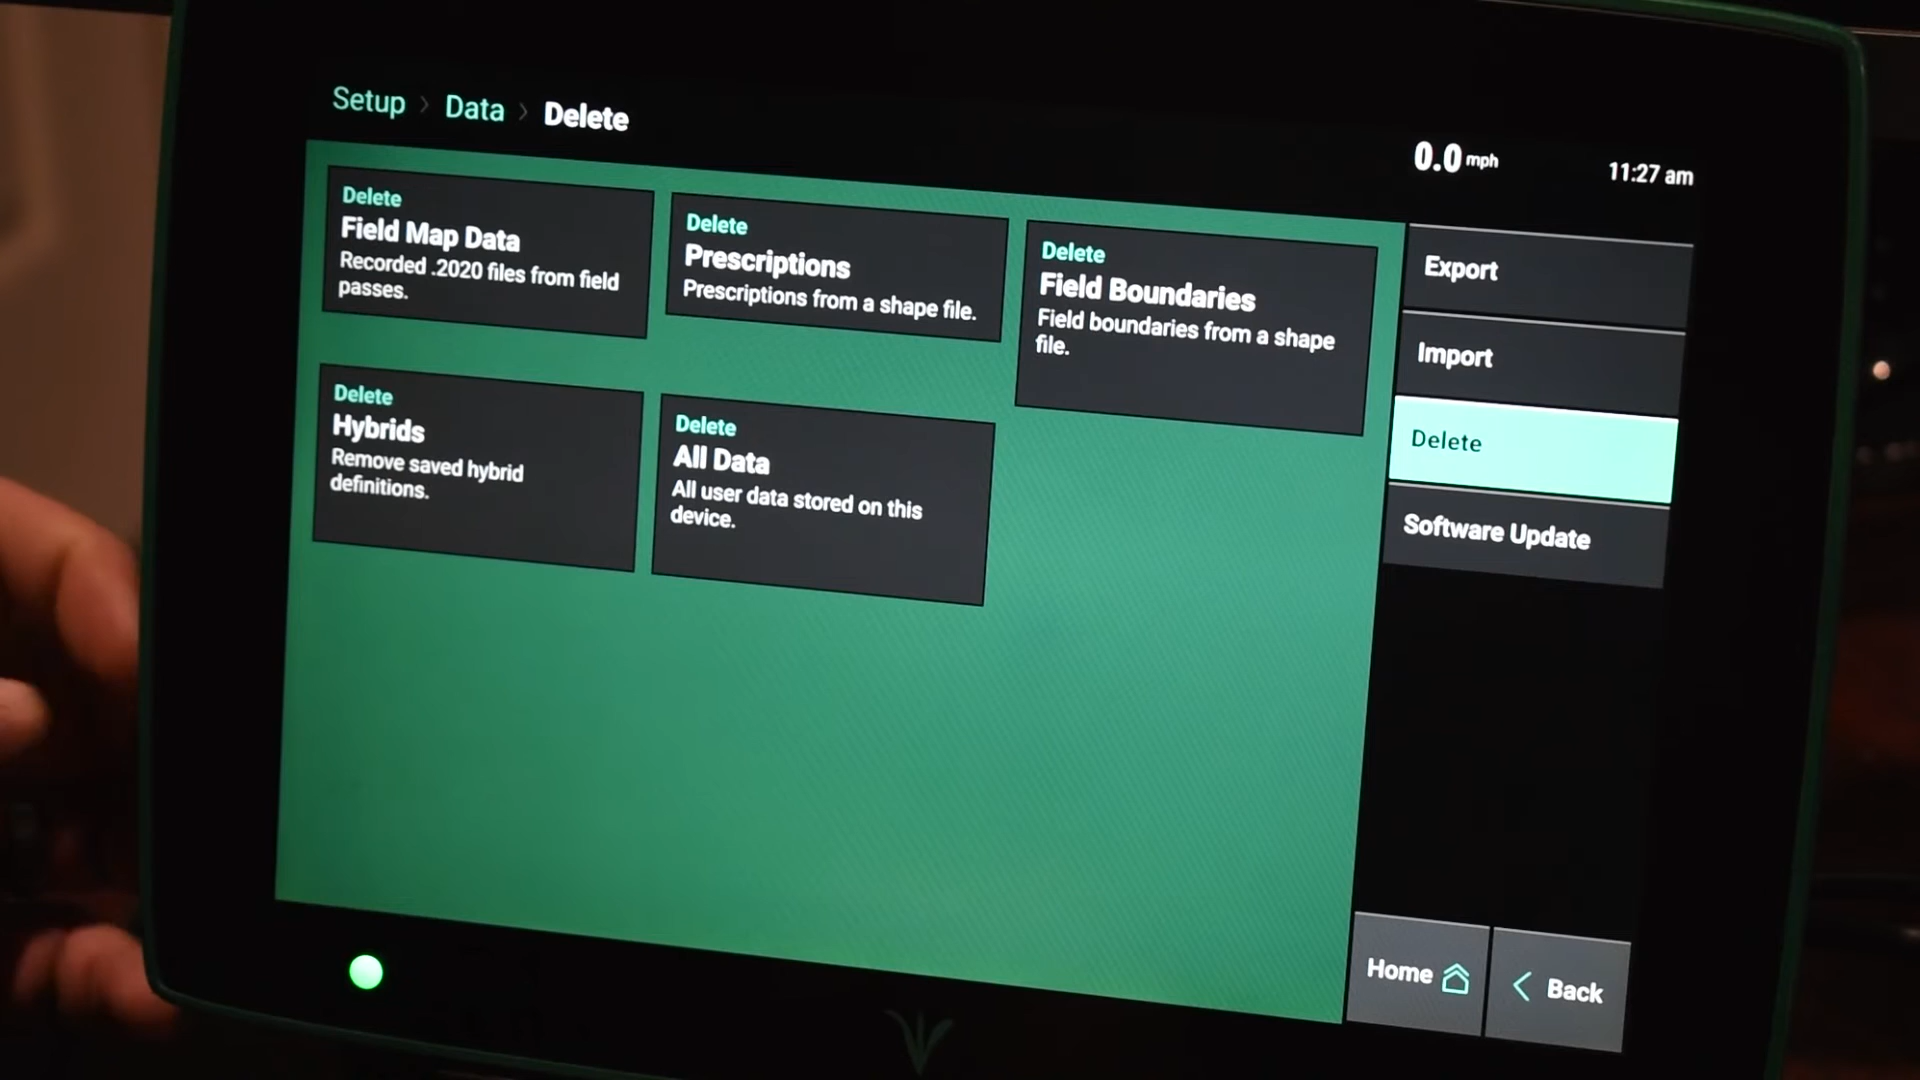 Setup > Data > Delete
0.0 mph
11:27 am
Delete
Field Map Data
Recorded .2020 files from field
passes.
Delete
Prescriptions
Prescriptions from a shape file.
Delete
Field Boundaries
Field boundaries from a shape
file.
Delete
Hybrids
Remove saved hybrid
definitions.
Delete
All Data
All user data stored on this
device.
Export
Import
Delete
Software Update
Home
Back